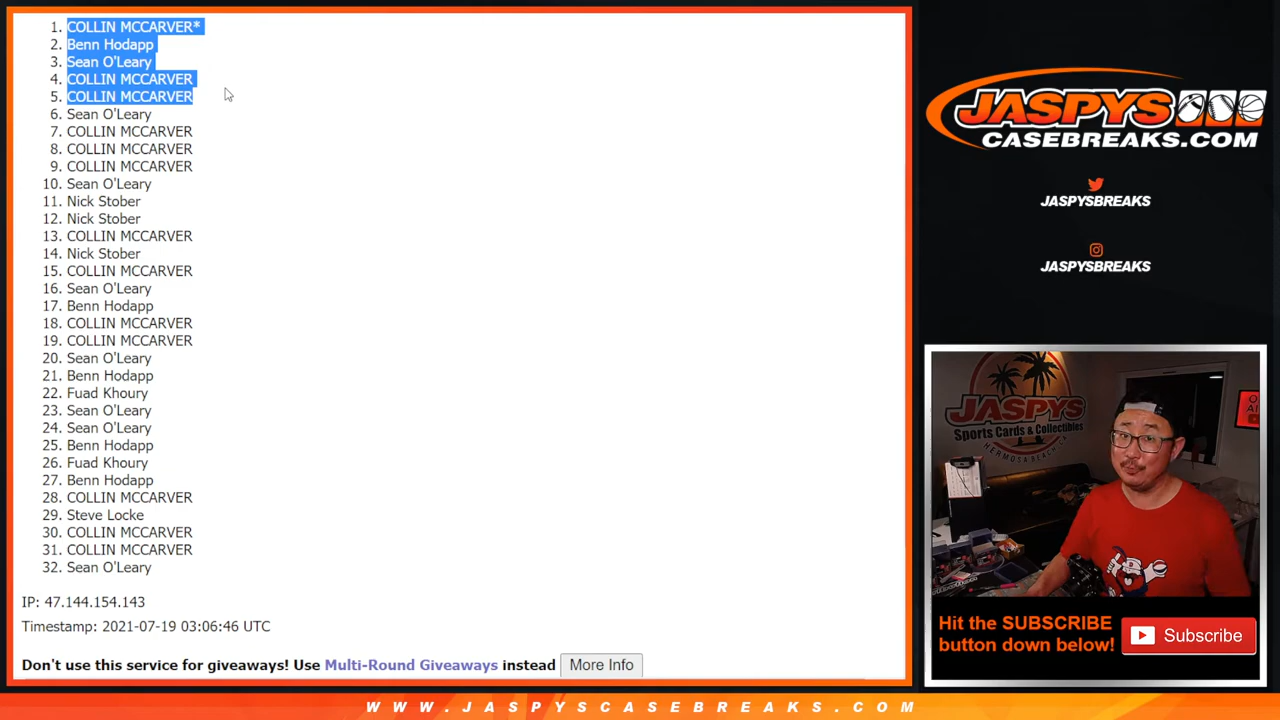 1. COLLIN MCCARVER*
2. Benn Hodapp
3. Sean O'Leary
4. COLLIN MCCARVER
5. COLLIN MCCARVER
6. Sean O'Leary
7. COLLIN MCCARVER
8. COLLIN MCCARVER
9. COLLIN MCCARVER
10. Sean O'Leary
11. Nick Stober
12. Nick Stober
13. COLLIN MCCARVER
14. Nick Stober
15. COLLIN MCCARVER
16. Sean O'Leary
17. Benn Hodapp
18. COLLIN MCCARVER
19. COLLIN MCCARVER
20. Sean O'Leary
21. Benn Hodapp
22. Fuad Khoury
23. Sean O'Leary
24. Sean O'Leary
25. Benn Hodapp
26. Fuad Khoury
27. Benn Hodapp
28. COLLIN MCCARVER
29. Steve Locke
30. COLLIN MCCARVER
31. COLLIN MCCARVER
32. Sean O'Leary
IP: 47.144.154.143
Timestamp: 2021-07-19 03:06:46 UTC
Don't use this service for giveaways! Use Multi-Round Giveaways instead More Info
JASPYS
CASEBREAKS.COM
JASPYSBREAKS
JASPYSBREAKS
JASPYS
Sports Cards & Collectibles
HERMOSA BEACH, CA
Hit the SUBSCRIBE
button down below!
Subscribe
WWW.JASPYSCASEBREAKS.COM